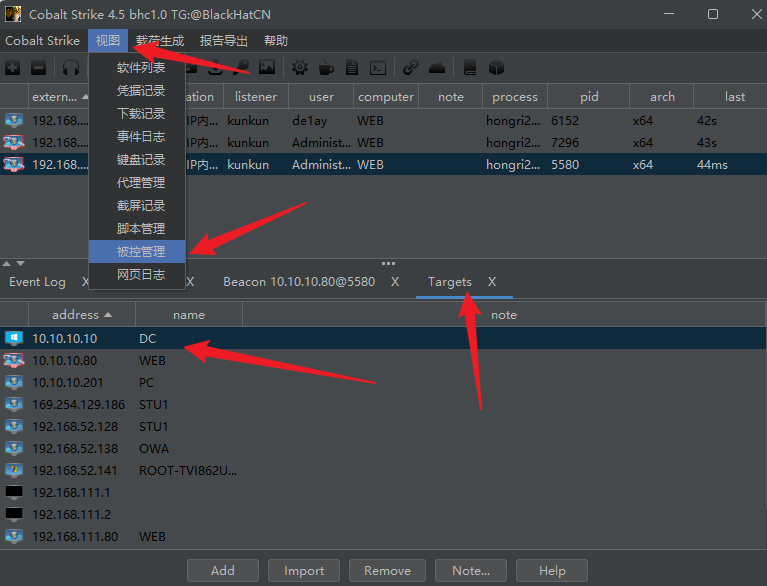 Cobalt Strike 4.5 bhc1.0 TG:@BlackHatCN
Cobalt Strike 视图 载荷生成 报告导出 帮助
软件列表
凭据记录
下载记录
事件日志
键盘记录
代理管理
截屏记录
脚本管理
被控管理
网页日志
extern... ation listener user computer note process pid arch last
192.168.... IP内... kunkun de1ay WEB hongri2... 6152 x64 42s
192.168.... IP内... kunkun Administ... WEB hongri2... 7296 x64 43s
192.168.... IP内... kunkun Administ... WEB hongri2... 5580 x64 44ms
Event Log X X Beacon 10.10.10.80@5580 X Targets X
address name note
10.10.10.10 DC
10.10.10.80 WEB
10.10.10.201 PC
169.254.129.186 STU1
192.168.52.128 STU1
192.168.52.138 OWA
192.168.52.141 ROOT-TVI862U...
192.168.111.1
192.168.111.2
192.168.111.80 WEB
Add Import Remove Note... Help